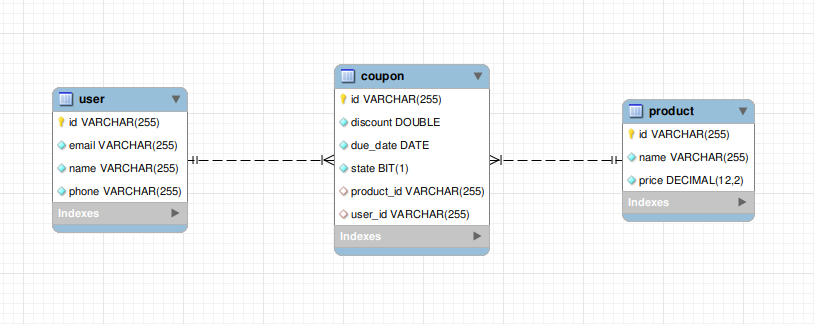 user
id VARCHAR(255)
email VARCHAR(255)
name VARCHAR(255)
phone VARCHAR(255)
Indexes
coupon
id VARCHAR(255)
discount DOUBLE
due_date DATE
state BIT(1)
product_id VARCHAR(255)
user_id VARCHAR(255)
Indexes
product
id VARCHAR(255)
name VARCHAR(255)
price DECIMAL(12,2)
Indexes